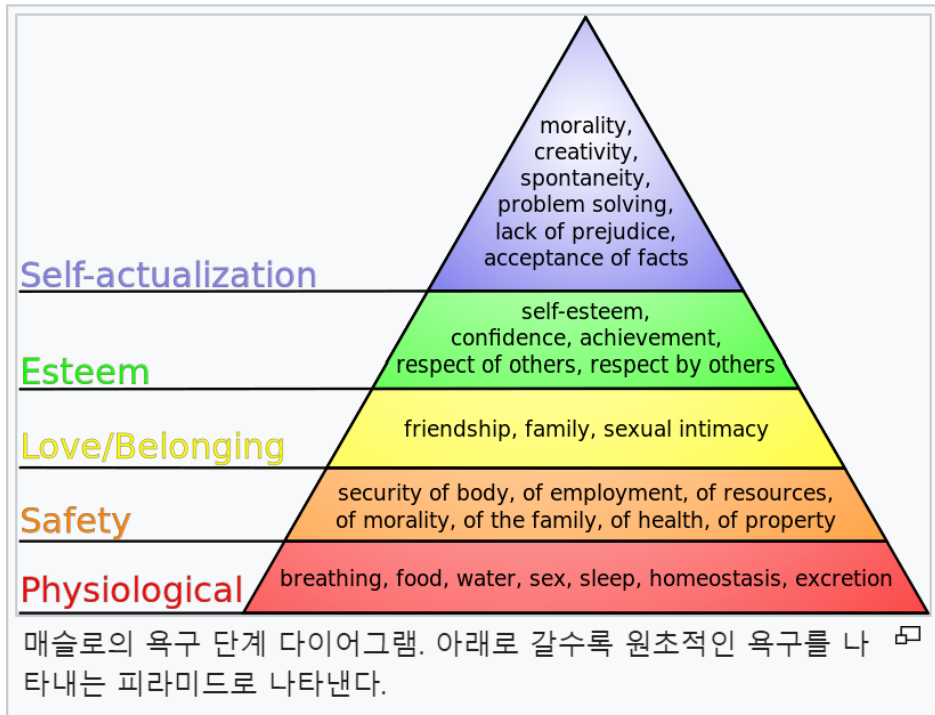 morality,
creativity,
spontaneity,
problem solving,
lack of prejudice,
acceptance of facts
Self-actualization
self-esteem,
confidence, achievement,
respect of others, respect by others
Esteem
friendship, family, sexual intimacy
Love/Belonging
security of body, of employment, of resources,
of morality, of the family, of health, of property
Safety
breathing, food, water, sex, sleep, homeostasis, excretion
Physiological
매슬로의 욕구 단계 다이어그램. 아래로 갈수록 원초적인 욕구를 나
타내는 피라미드로 나타낸다.